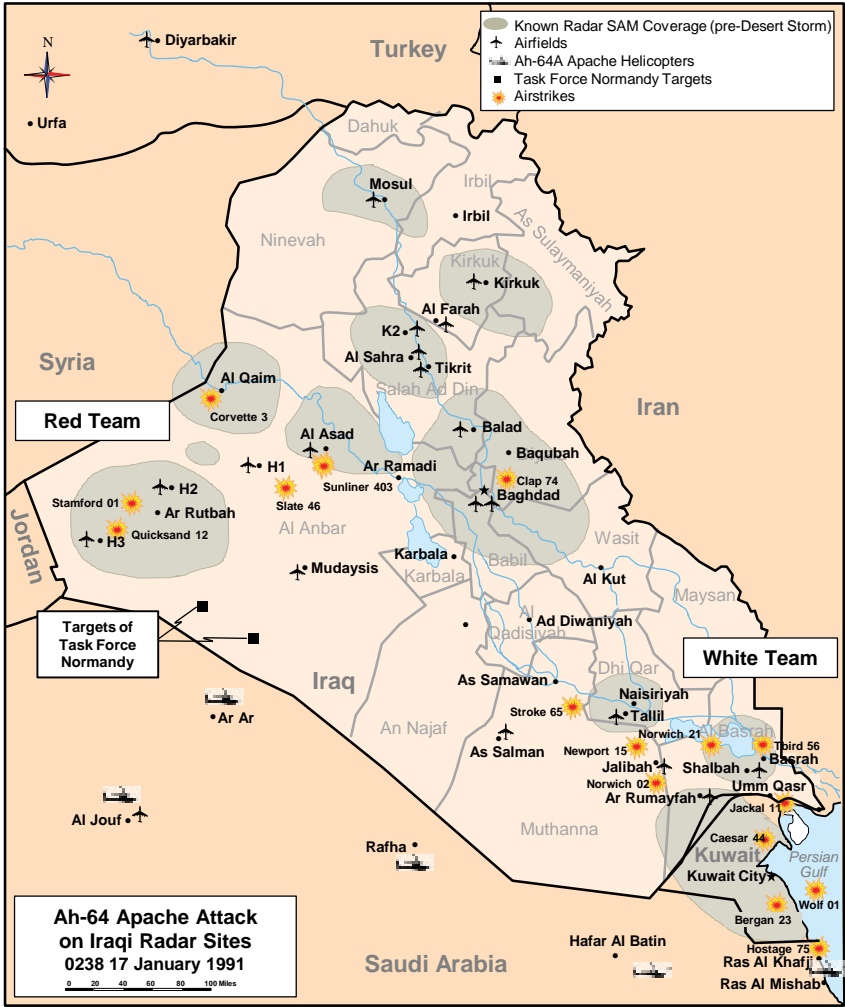 Known Radar SAM Coverage (pre-Desert Storm)
Airfields
Ah-64A Apache Helicopters
Task Force Normandy Targets
Airstrikes
N
Diyarbakir
Turkey
Urfa
Dahuk
Mosul
Irbil
Irbil
As Sulaymaniyah
Ninevah
Kirkuk
Kirkuk
Al Farah
K2
Al Sahra
Tikrit
Salah Ad Din
Syria
Al Qaim
Corvette 3
Iran
Red Team
Balad
Al Asad
Baqubah
H1
Ar Ramadi
Sunliner 403
Clap 74
Baghdad
H2
Slate 46
Stamford 01
Ar Rutbah
Al Anbar
Quicksand 12
H3
Jordan
Wasit
Karbala
Babil
Karbala
Mudaysis
Al Kut
Maysan
Al
Qadisiyah
Ad Diwaniyah
Targets of
Task Force
Normandy
White Team
Dhi Qar
Iraq
As Samawan
Naisiriyah
Stroke 65
Tallil
Ar Ar
An Najaf
Norwich 21
Al Basrah
As Salman
Newport 15
Tbird 56
Basrah
Jalibah
Shalbah
Norwich 02
Umm Qasr
Ar Rumayfah
Jackal 11
Al Jouf
Muthanna
Caesar 44
Rafha
Kuwait
Persian
Gulf
Kuwait City
Wolf 01
Bergan 23
Ah-64 Apache Attack
on Iraqi Radar Sites
0238 17 January 1991
0 20 40 60 80 100 Miles
Hafar Al Batin
Hostage 75
Saudi Arabia
Ras Al Khafji
Ras Al Mishab